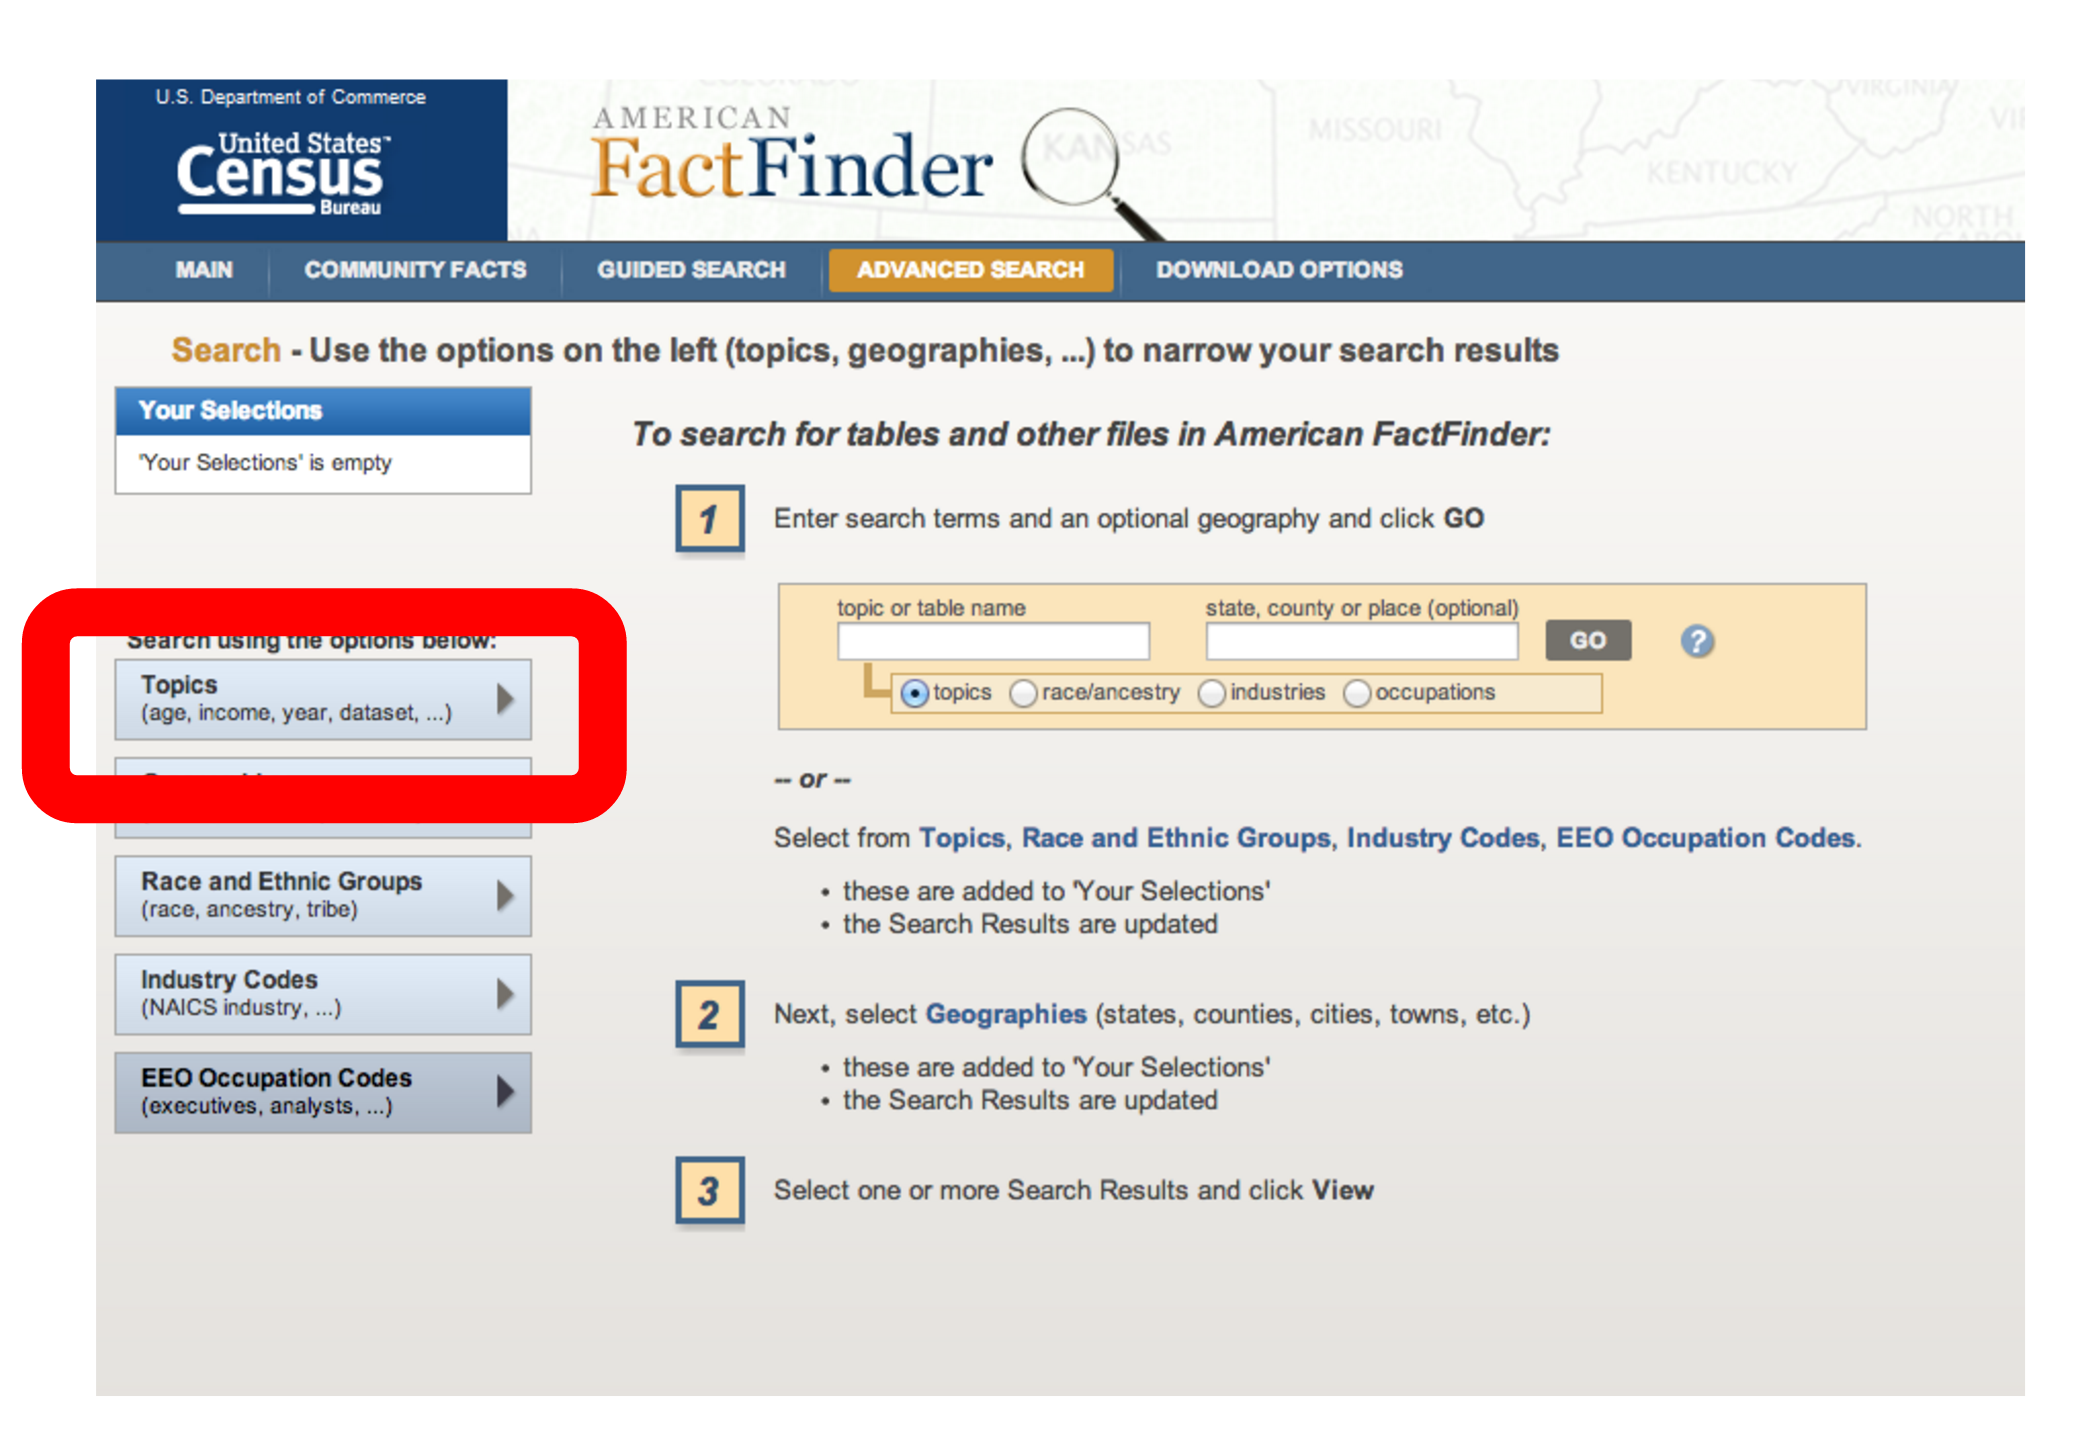 U.S. Department of Commerce
United States™
Census
Bureau
AMERICAN
FactFinder
COLORADO
KANSAS
MISSOURI
KENTUCKY
VIRGINIA
NORTH
MAIN
COMMUNITY FACTS
GUIDED SEARCH
ADVANCED SEARCH
DOWNLOAD OPTIONS
Search - Use the options on the left (topics, geographies, ...) to narrow your search results
Your Selections
'Your Selections' is empty
Search using the options below:
Topics
(age, income, year, dataset, ...)
Race and Ethnic Groups
(race, ancestry, tribe)
Industry Codes
(NAICS industry, ...)
EEO Occupation Codes
(executives, analysts, ...)
To search for tables and other files in American FactFinder:
1 Enter search terms and an optional geography and click GO
topic or table name
state, county or place (optional)
GO
?
topics race/ancestry industries occupations
-- or --
Select from Topics, Race and Ethnic Groups, Industry Codes, EEO Occupation Codes.
• these are added to 'Your Selections'
• the Search Results are updated
2 Next, select Geographies (states, counties, cities, towns, etc.)
• these are added to 'Your Selections'
• the Search Results are updated
3 Select one or more Search Results and click View